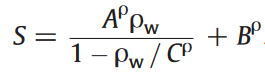 S = A^ρ ρ_w / (1 − ρ_w / C^ρ) + B^ρ.